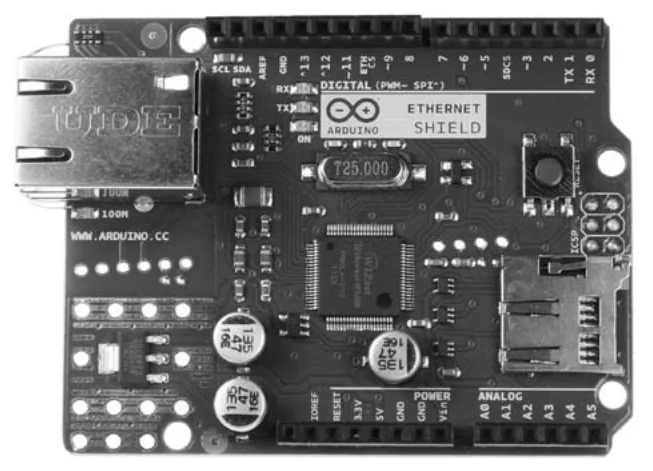 SCL SDA
AREF
GND
^13
^12
~11
ETH CS
~9
8
7
~6
~5
SDCS
~3
2
TX 1
RX 0
RX
TX
ON
DIGITAL (PWM~ SPI^)
ARDUINO
ETHERNET
SHIELD
UDE
T25.000
RESET
100M
100M
WWW.ARDUINO.CC
ICSP
WIZnet
135
47
16E
135
47
16E
135
47
16E
POWER
ANALOG
IOREF
RESET
3.3V
5V
GND
GND
Vin
A0
A1
A2
A3
A4
A5